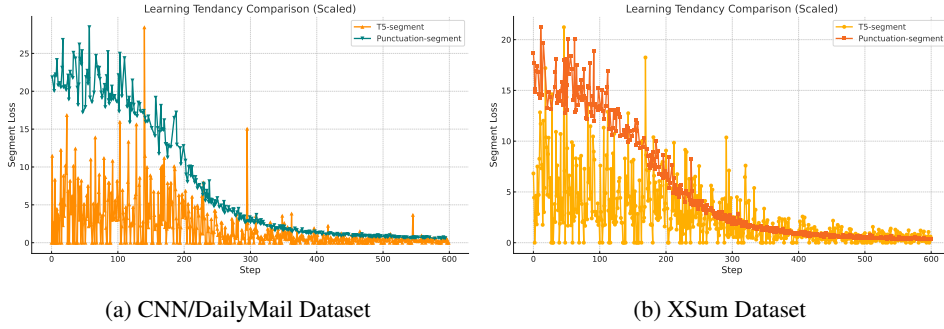 Learning Tendancy Comparison (Scaled)
T5-segment
Punctuation-segment
Segment Loss
25
20
15
10
5
0
0 100 200 300 400 500 600
Step
(a) CNN/DailyMail Dataset
Learning Tendancy Comparison (Scaled)
T5-segment
Punctuation-segment
Segment Loss
20
15
10
5
0
0 100 200 300 400 500 600
Step
(b) XSum Dataset